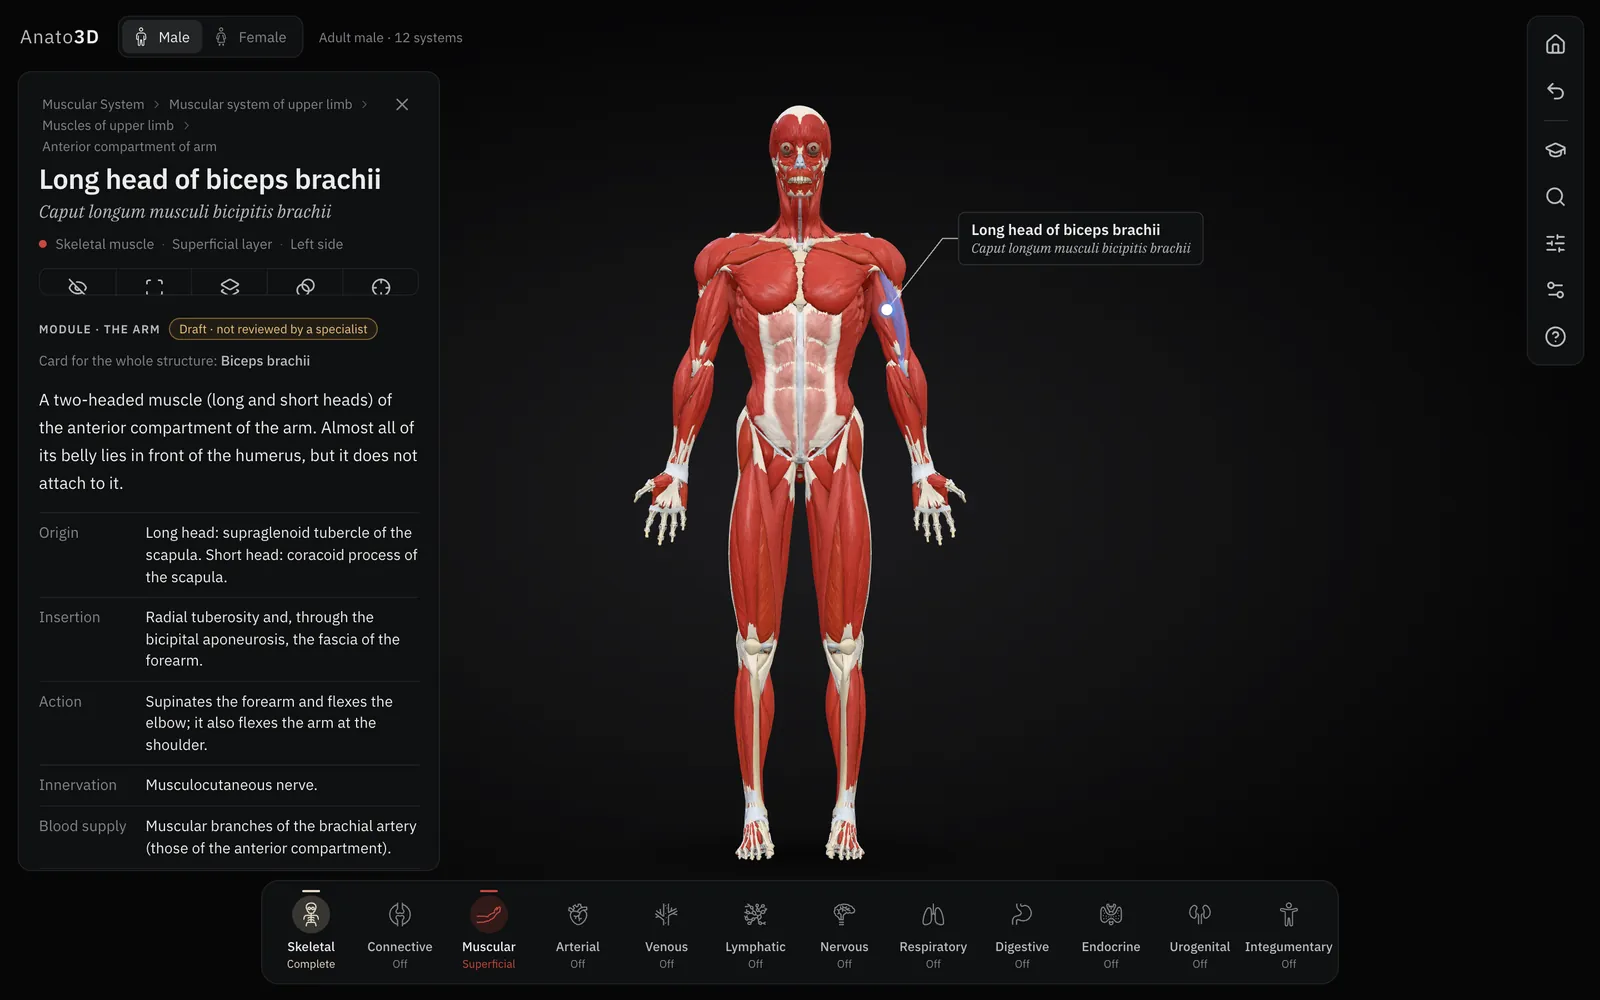 Anato3D
Male
Female
Adult male · 12 systems
Muscular System > Muscular system of upper limb >
Muscles of upper limb >
Anterior compartment of arm
Long head of biceps brachii
Caput longum musculi bicipitis brachii
Skeletal muscle · Superficial layer · Left side
MODULE · THE ARM
Draft · not reviewed by a specialist
Card for the whole structure: Biceps brachii
A two-headed muscle (long and short heads) of
the anterior compartment of the arm. Almost all of
its belly lies in front of the humerus, but it does not
attach to it.
Origin
Long head: supraglenoid tubercle of the
scapula. Short head: coracoid process of
the scapula.
Insertion
Radial tuberosity and, through the
bicipital aponeurosis, the fascia of the
forearm.
Action
Supinates the forearm and flexes the
elbow; it also flexes the arm at the
shoulder.
Innervation
Musculocutaneous nerve.
Blood supply
Muscular branches of the brachial artery
(those of the anterior compartment).
Long head of biceps brachii
Caput longum musculi bicipitis brachii
Skeletal
Complete
Connective
Off
Muscular
Superficial
Arterial
Off
Venous
Off
Lymphatic
Off
Nervous
Off
Respiratory
Off
Digestive
Off
Endocrine
Off
Urogenital
Off
Integumentary
Off